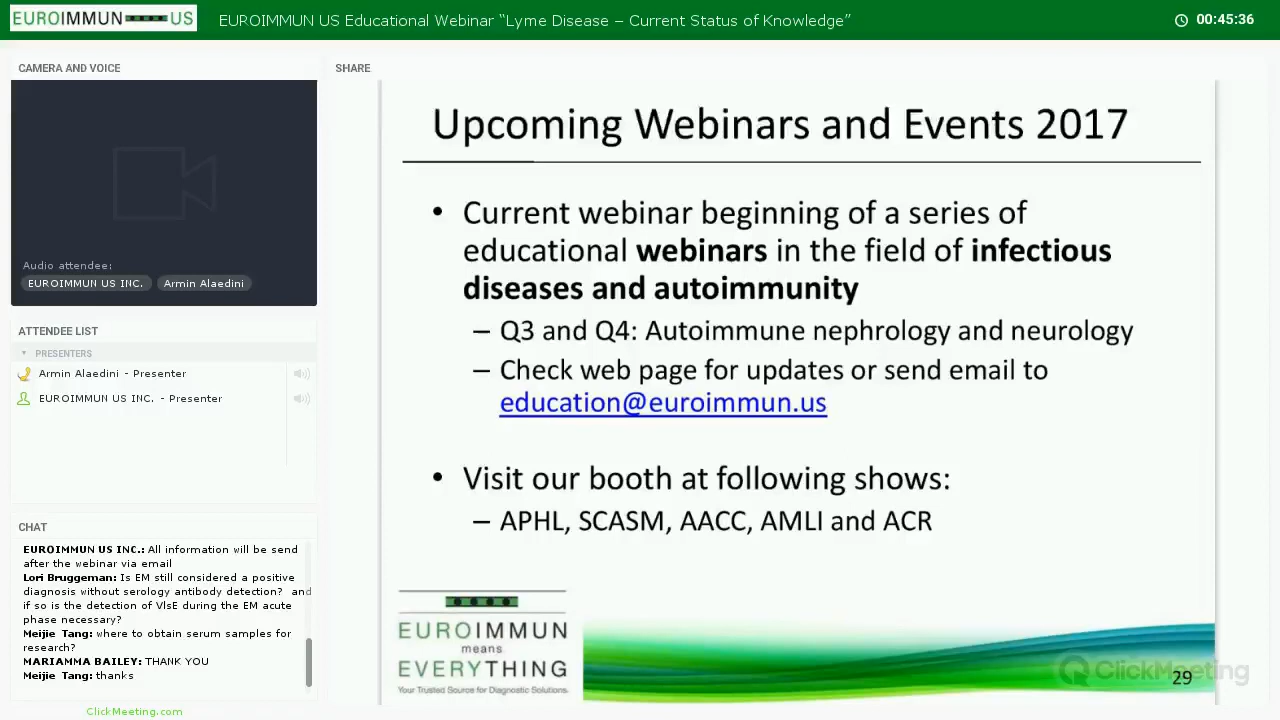 EUROIMMUN US
EUROIMMUN US Educational Webinar “Lyme Disease – Current Status of Knowledge”
00:45:36
CAMERA AND VOICE
Audio attendee:
EUROIMMUN US INC. Armin Alaedini
ATTENDEE LIST
PRESENTERS
Armin Alaedini - Presenter
EUROIMMUN US INC. - Presenter
CHAT
EUROIMMUN US INC.: All information will be send
after the webinar via email
Lori Bruggeman: Is EM still considered a positive
diagnosis without serology antibody detection? and
if so is the detection of VlsE during the EM acute
phase necessary?
Meijie Tang: where to obtain serum samples for
research?
MARIAMMA BAILEY: THANK YOU
Meijie Tang: thanks
ClickMeeting.com
SHARE
Upcoming Webinars and Events 2017
• Current webinar beginning of a series of
educational webinars in the field of infectious
diseases and autoimmunity
– Q3 and Q4: Autoimmune nephrology and neurology
– Check web page for updates or send email to
education@euroimmun.us
• Visit our booth at following shows:
– APHL, SCASM, AACC, AMLI and ACR
EUROIMMUN
means
EVERYTHING
Your Trusted Source for Diagnostic Solutions.
ClickMeeting
29